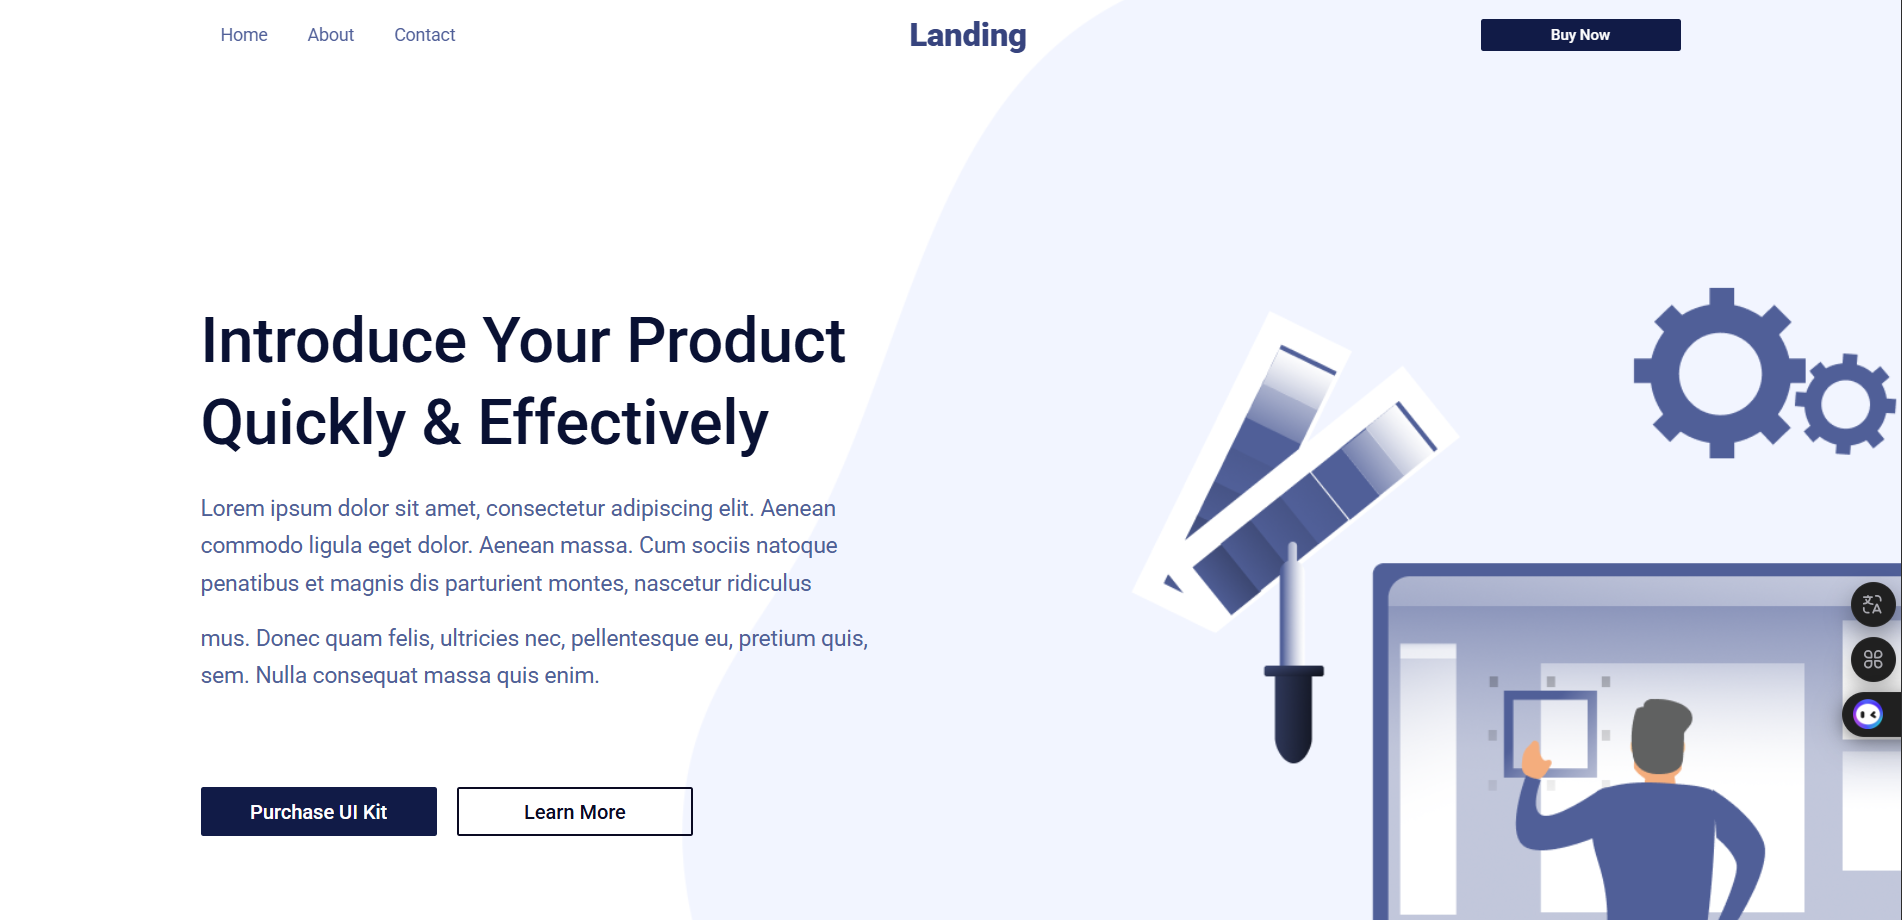 Home About Contact Landing Buy Now
Introduce Your Product
Quickly & Effectively
Lorem ipsum dolor sit amet, consectetur adipiscing elit. Aenean
commodo ligula eget dolor. Aenean massa. Cum sociis natoque
penatibus et magnis dis parturient montes, nascetur ridiculus
mus. Donec quam felis, ultricies nec, pellentesque eu, pretium quis,
sem. Nulla consequat massa quis enim.
Purchase UI Kit Learn More